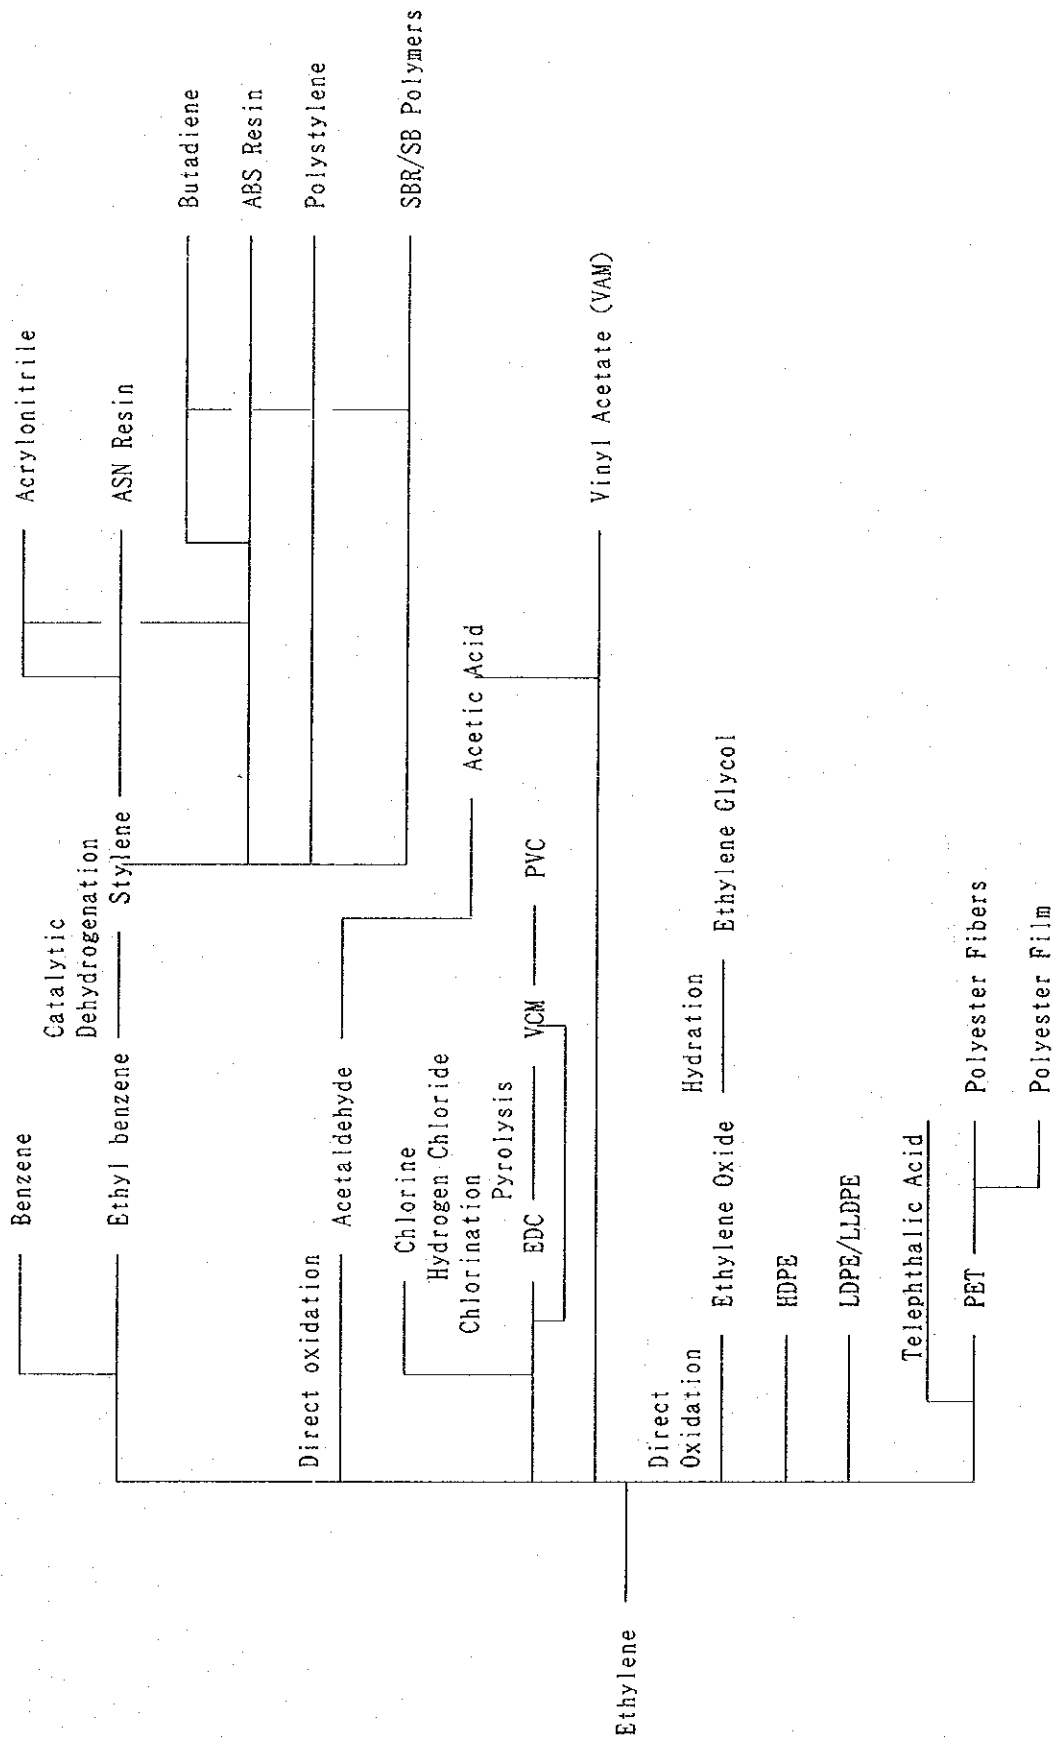 Benzene
Acrylonitrile
Catalytic
Dehydrogenation
Ethyl benzene
Stylene
ASN Resin
Butadiene
ABS Resin
Polystylene
SBR/SB Polymers
Direct oxidation
Acetaldehyde
Acetic Acid
Chlorine
Hydrogen Chloride
Chlorination
Pyrolysis
EDC
VCM
PVC
Vinyl Acetate (VAM)
Ethylene
Direct
Oxidation
Hydration
Ethylene Oxide
Ethylene Glycol
HDPE
LDPE/LLDPE
Telephthalic Acid
PET
Polyester Fibers
Polyester Film